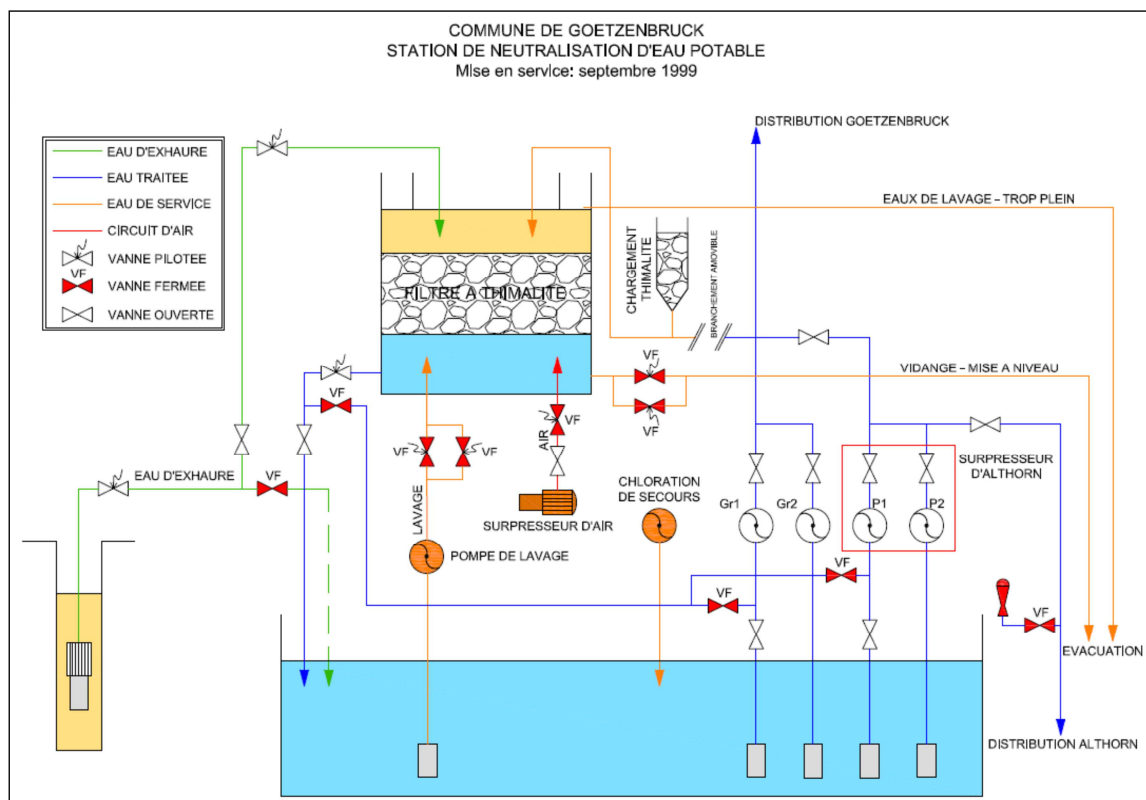 COMMUNE DE GOETZENBRUCK
STATION DE NEUTRALISATION D'EAU POTABLE
Mise en service: septembre 1999
DISTRIBUTION GOETZENBRUCK
EAU D'EXHAURE
EAU TRAITEE
EAU DE SERVICE
CIRCUIT D'AIR
VANNE PILOTEE
VF
VANNE FERMEE
VANNE OUVERTE
EAUX DE LAVAGE - TROP PLEIN
CHARGEMENT
THIMALITE
FILTRE A THIMALITE
BRANCHEMENT AMOVIBLE
VF
VF
VIDANGE - MISE A NIVEAU
VF
VF
AIR
VF
VF
SURPRESSEUR
D'ALTHORN
EAU D'EXHAURE
VF
CHLORATION
DE SECOURS
LAVAGE
SURPRESSEUR D'AIR
Gr1
Gr2
P1
P2
POMPE DE LAVAGE
VF
VF
VF
EVACUATION
DISTRIBUTION ALTHORN